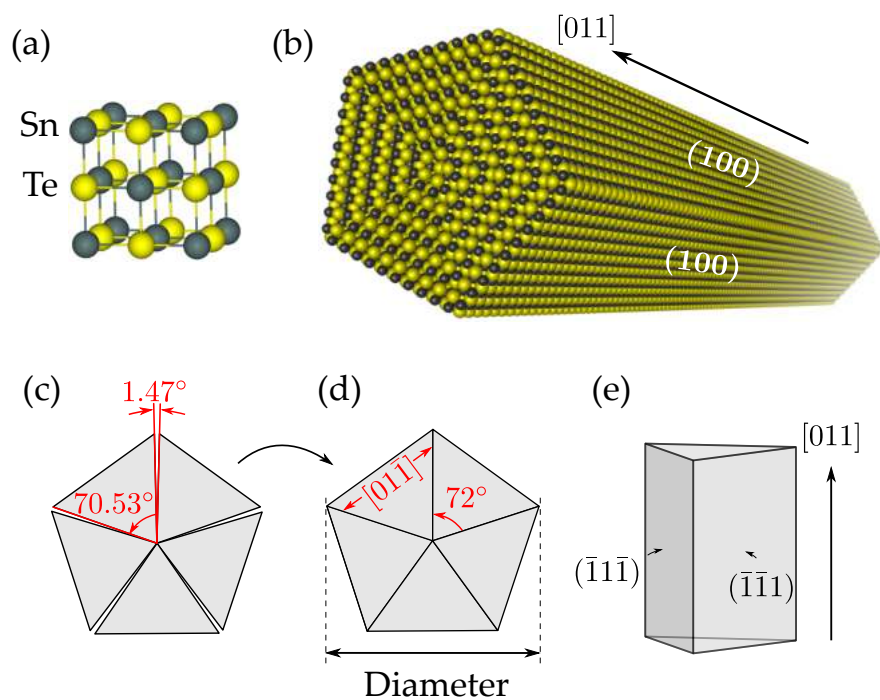 (a)
Sn
Te
(b)
[011]
(100)
(100)
(c)
1.47°
70.53°
(d)
[011̄]
72°
Diameter
(e)
[011]
(1̄11̄)
(1̄1̄1)